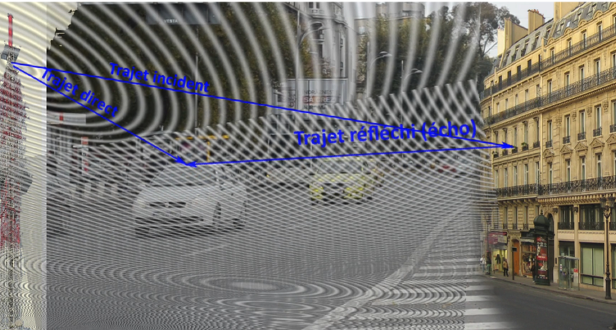 Trajet incident
Trajet direct
Trajet réfléchi (écho)